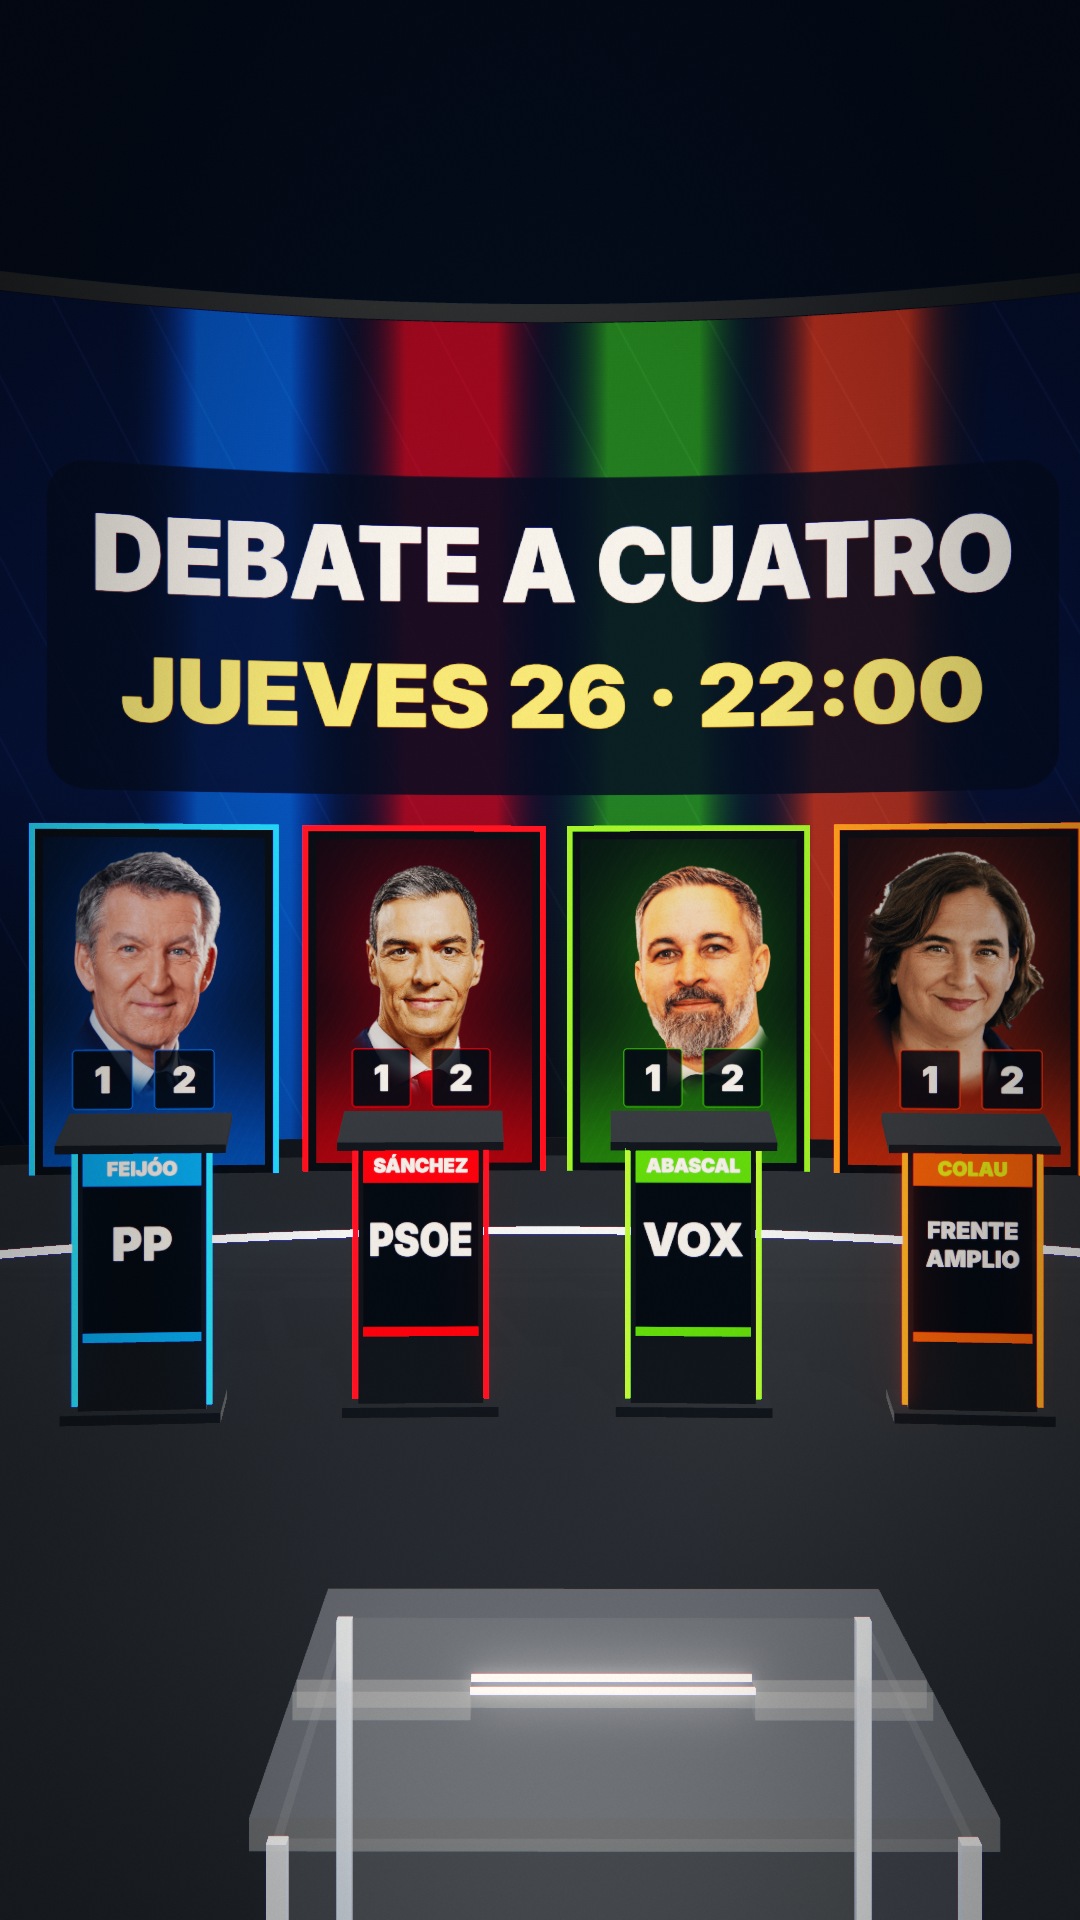 DEBATE A CUATRO
JUEVES 26 · 22:00
1 2
1 2
1 2
1 2
FEIJÓO
PP
SÁNCHEZ
PSOE
ABASCAL
VOX
COLAU
FRENTE
AMPLIO